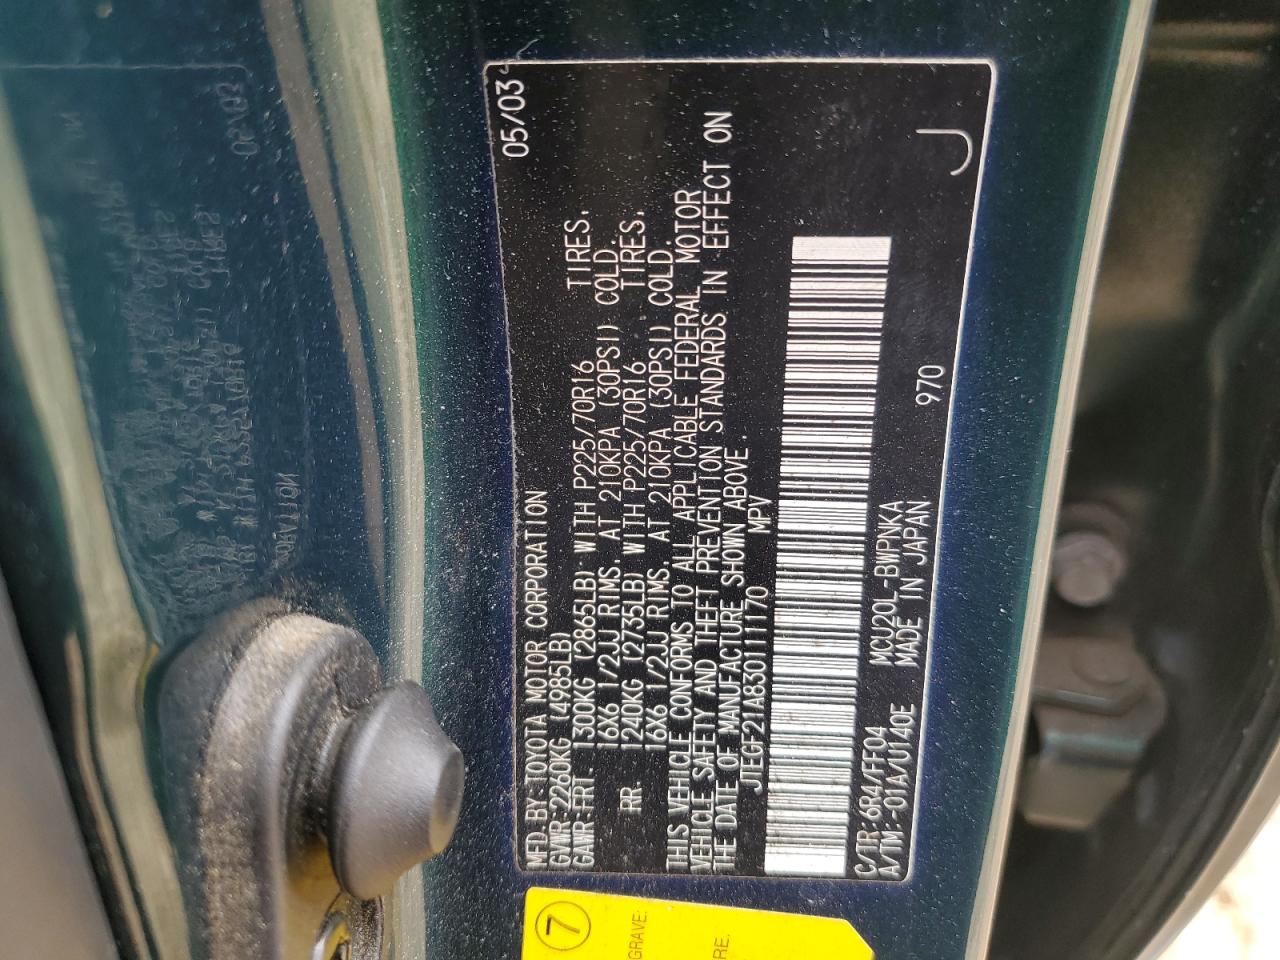 05/03
MFD BY: TOYOTA MOTOR CORPORATION
GVWR: 2260KG (4985LB)
GAWR: FRT. 1300KG (2865LB) WITH P225/70R16 TIRES,
16X6 1/2JJ RIMS, AT 210KPA (30PSI) COLD.
RR. 1240KG (2735LB) WITH P225/70R16 TIRES,
16X6 1/2JJ RIMS, AT 210KPA (30PSI) COLD.
THIS VEHICLE CONFORMS TO ALL APPLICABLE FEDERAL MOTOR
VEHICLE SAFETY AND THEFT PREVENTION STANDARDS IN EFFECT ON
THE DATE OF MANUFACTURE SHOWN ABOVE.
JTEGF21A830111170 MPV
C/TR: 6R4/FF04 MCU20L-BWPNKA
A/TM: -01A/U140E MADE IN JAPAN 970
J
7
GRAVE:
RE.